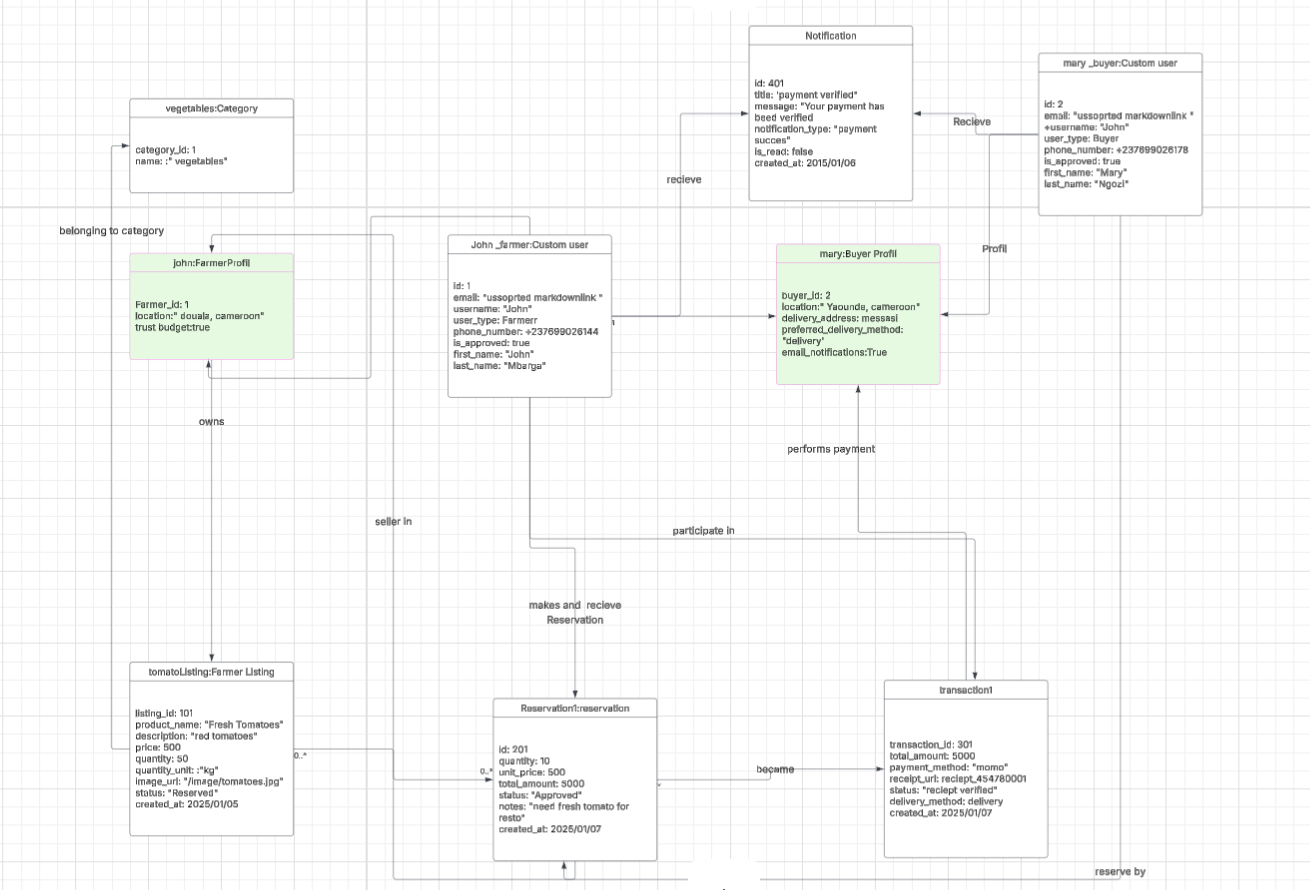 Notification
id: 401
title: 'payment verified"
message: "Your payment has
beed verified
notification_type: "payment
succes"
is_read: false
created_at: 2015/01/06
mary _buyer:Custom user
id: 2
email: "ussoprted markdownlink "
+username: "John"
user_type: Buyer
phone_number: +237699026178
is_approved: true
first_name: "Mary"
last_name: "Ngozi"
vegetables:Category
category_id: 1
name: :" vegetables"
Recieve
recieve
belonging to category
john:FarmerProfil
Farmer_id: 1
location:" douala, cameroon"
trust budget:true
John _farmer:Custom user
id: 1
email: "ussoprted markdownlink "
username: "John"
user_type: Farmerr
phone_number: +237699026144
is_approved: true
first_name: "John"
last_name: "Mbarga"
mary:Buyer Profil
buyer_id: 2
location:" Yaounde, cameroon"
delivery_address: messasi
preferred_delivery_method:
"delivery'
email_notifications:True
Profil
owns
performs payment
seller in
participate in
makes and recieve
Reservation
tomatoListing:Farmer Listing
listing_id: 101
product_name: "Fresh Tomatoes"
description: "red tomatoes"
price: 500
quantity: 50
quantity_unit: :"kg"
image_url: "/image/tomatoes.jpg"
status: "Reserved"
created_at: 2025/01/05
0..*
0..*
Reservation1:reservation
id: 201
quantity: 10
unit_price: 500
total_amount: 5000
status: "Approved"
notes: "need fresh tomato for
resto"
created_at: 2025/01/07
became
transaction1
transaction_id: 301
total_amount: 5000
payment_method: "momo"
receipt_url: reciept_454780001
status: "reciept verified"
delivery_method: delivery
created_at: 2025/01/07
reserve by